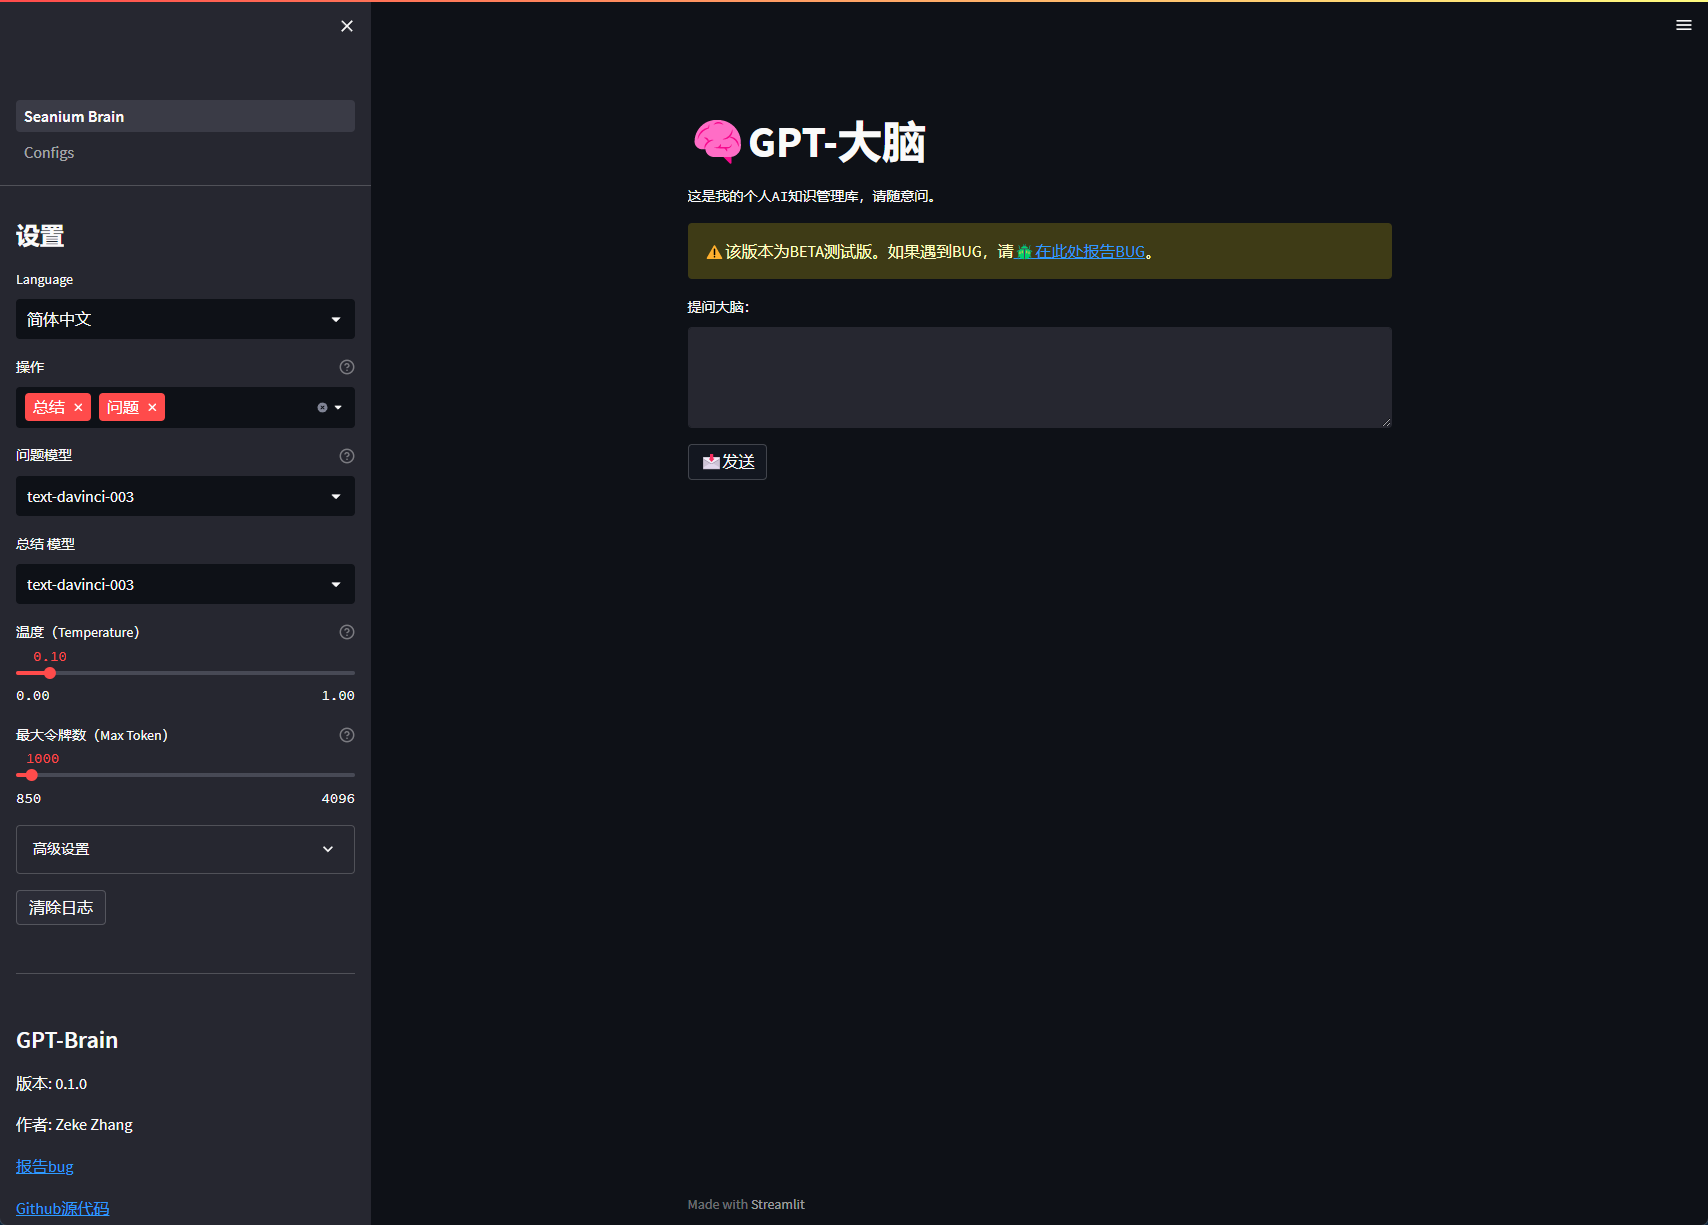 Seanium Brain
Configs
设置
Language
简体中文
操作
总结
问题
问题模型
text-davinci-003
总结 模型
text-davinci-003
温度（Temperature）
0.10
0.00
1.00
最大令牌数（Max Token）
1000
850
4096
高级设置
清除日志
GPT-Brain
版本: 0.1.0
作者: Zeke Zhang
报告bug
Github源代码
GPT-大脑
这是我的个人AI知识管理库，请随意问。
该版本为BETA测试版。如果遇到BUG，请在此处报告BUG。
提问大脑：
发送
Made with Streamlit